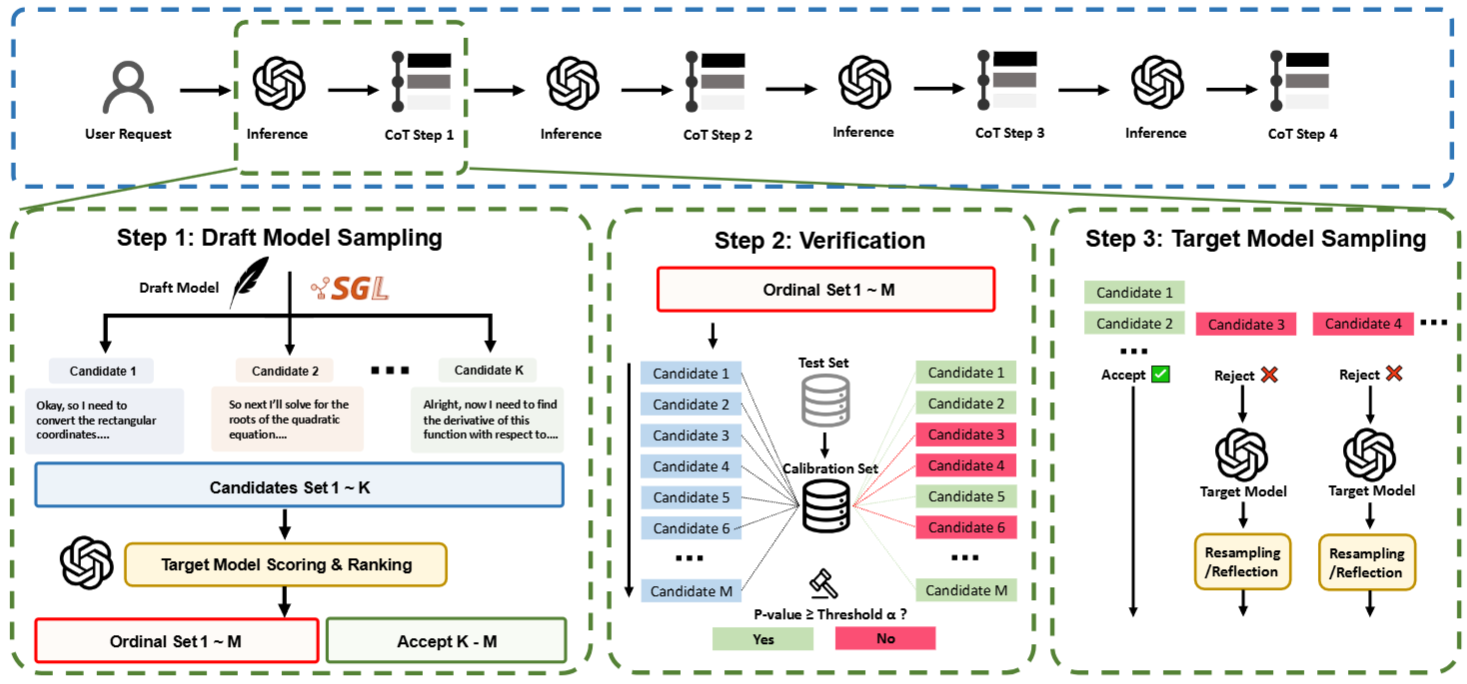 User Request
Inference
CoT Step 1
Inference
CoT Step 2
Inference
CoT Step 3
Inference
CoT Step 4
Step 1: Draft Model Sampling
Draft Model
SGL
Candidate 1
Candidate 2
Candidate K
Okay, so I need to
convert the rectangular
coordinates....
So next I'll solve for the
roots of the quadratic
equation....
Alright, now I need to find
the derivative of this
function with respect to....
Candidates Set 1 ~ K
Target Model Scoring & Ranking
Ordinal Set 1 ~ M
Accept K - M
Step 2: Verification
Ordinal Set 1 ~ M
Candidate 1
Candidate 2
Candidate 3
Candidate 4
Candidate 5
Candidate 6
Candidate M
Test Set
Calibration Set
Candidate 1
Candidate 2
Candidate 3
Candidate 4
Candidate 5
Candidate 6
Candidate M
P-value ≥ Threshold α ?
Yes
No
Step 3: Target Model Sampling
Candidate 1
Candidate 2
Candidate 3
Candidate 4
Accept
Reject
Reject
Target Model
Target Model
Resampling
/Reflection
Resampling
/Reflection